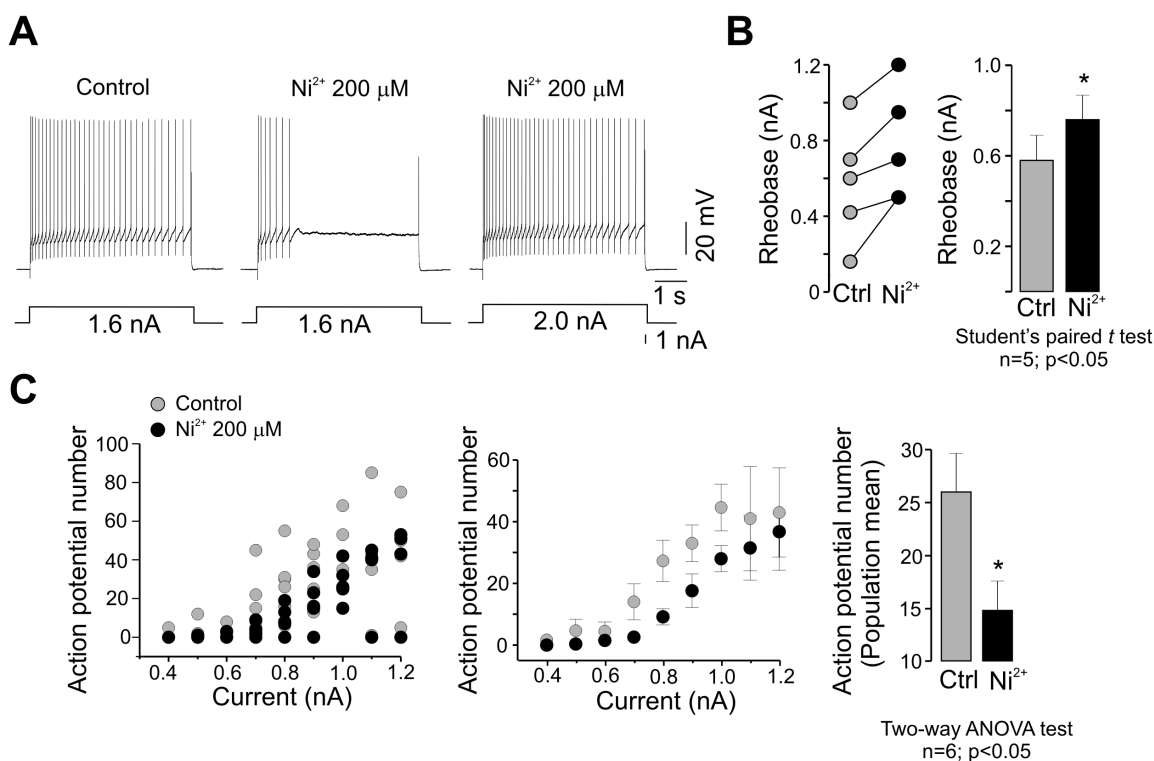 A
Control
Ni²⁺ 200 μM
Ni²⁺ 200 μM
20 mV
1 s
1.6 nA
1.6 nA
2.0 nA
1 nA
B
Rheobase (nA)
1.2
0.8
0.4
0
Ctrl Ni²⁺
Rheobase (nA)
1.0
0.6
0.2
*
Ctrl Ni²⁺
Student's paired t test
n=5; p<0.05
C
Control
Ni²⁺ 200 μM
Action potential number
100
80
60
40
20
0
0.4 0.6 0.8 1.0 1.2
Current (nA)
Action potential number
60
40
20
0
0.4 0.6 0.8 1.0 1.2
Current (nA)
Action potential number
(Population mean)
30
25
20
15
10
*
Ctrl Ni²⁺
Two-way ANOVA test
n=6; p<0.05